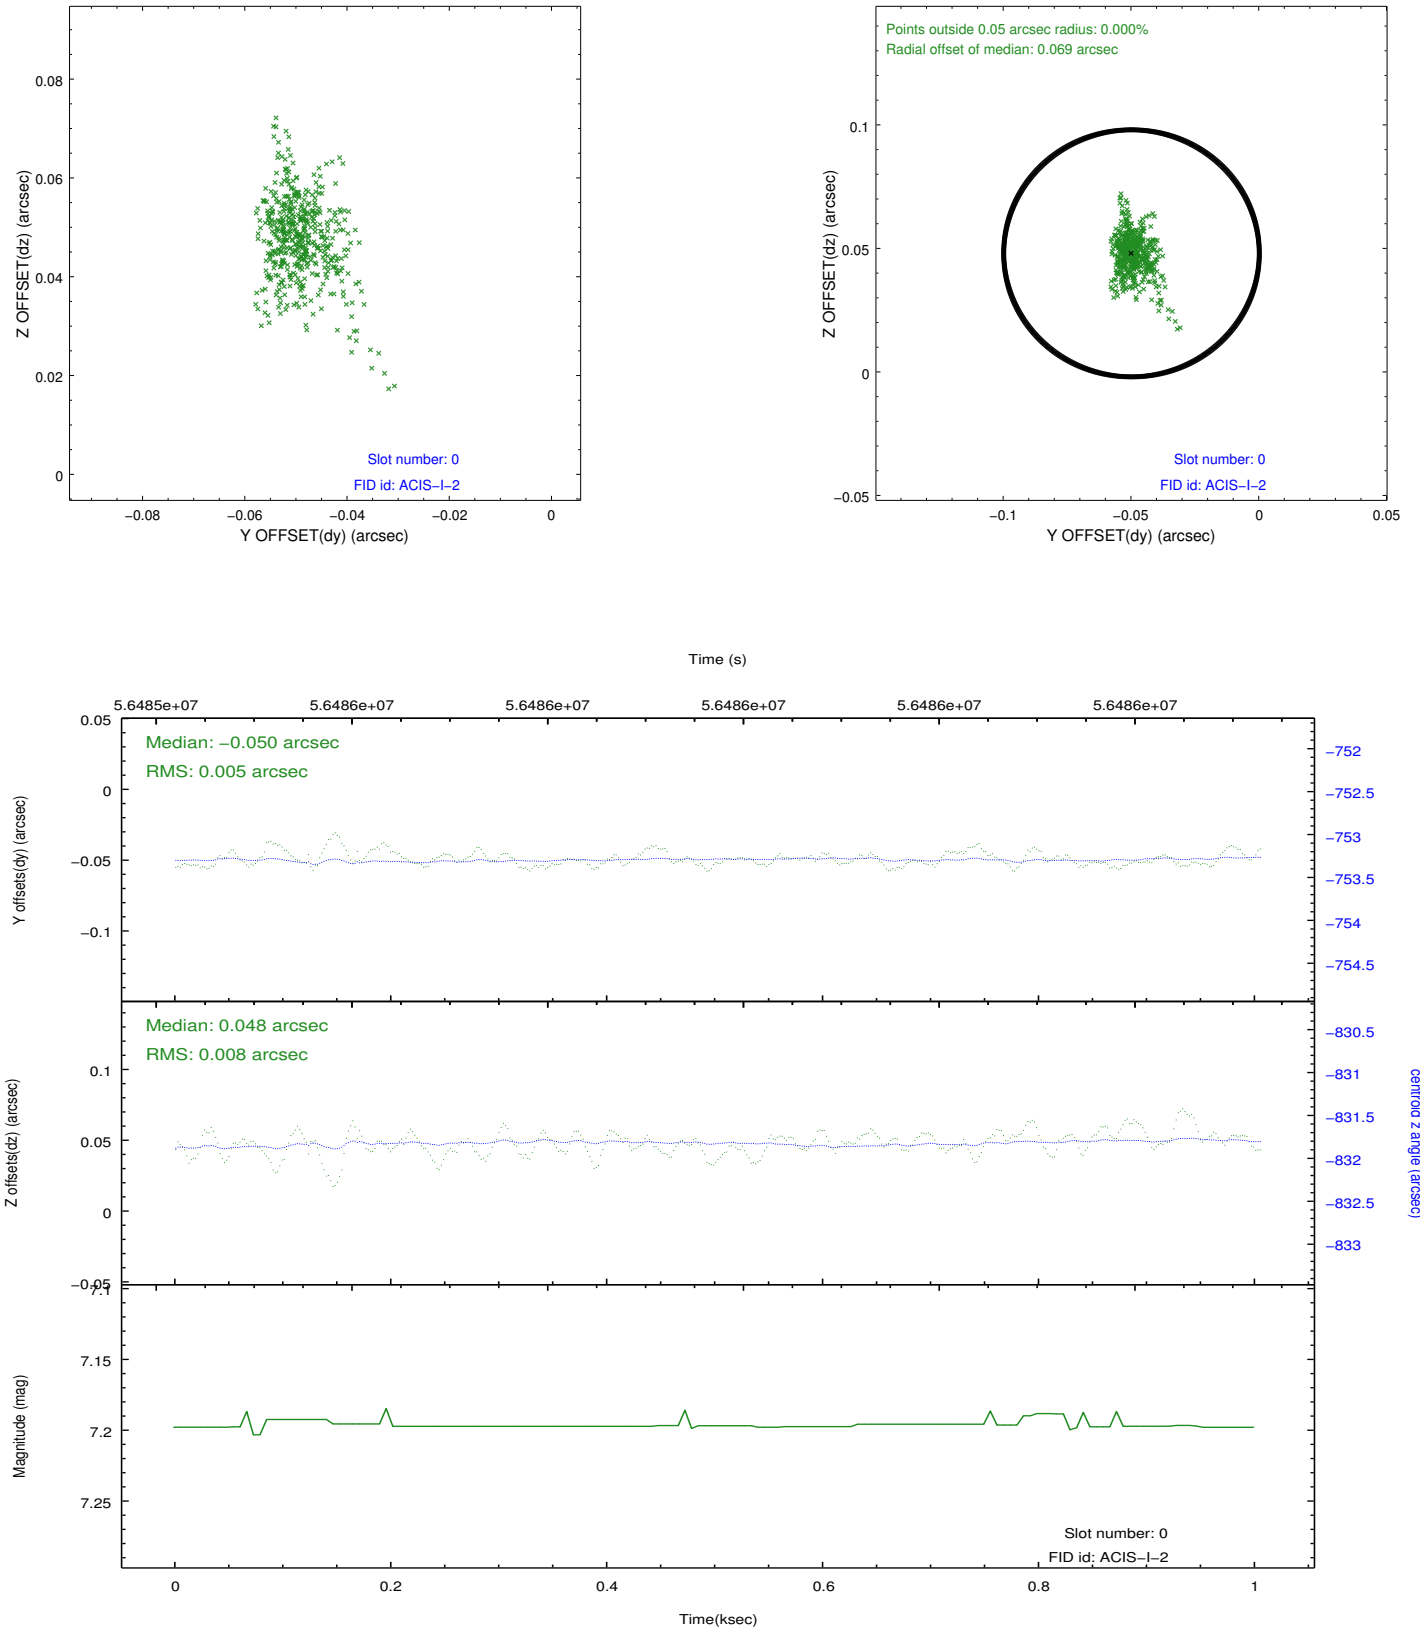 0.08
0.06
0.04
0.02
0
Z OFFSET(dz) (arcsec)
Slot number: 0
FID id: ACIS−I−2
−0.08
−0.06
−0.04
−0.02
0
Y OFFSET(dy) (arcsec)
Points outside 0.05 arcsec radius: 0.000%
Radial offset of median: 0.069 arcsec
0.1
0.05
0
−0.05
Z OFFSET(dz) (arcsec)
Slot number: 0
FID id: ACIS−I−2
−0.1
−0.05
0
0.05
Y OFFSET(dy) (arcsec)
Time (s)
5.6485e+07
5.6486e+07
5.6486e+07
5.6486e+07
5.6486e+07
5.6486e+07
0.05
0
−0.05
−0.1
Y offsets(dy) (arcsec)
Median: −0.050 arcsec
RMS: 0.005 arcsec
−752
−752.5
−753
−753.5
−754
−754.5
0.1
0.05
0
−0.05
Z offsets(dz) (arcsec)
Median: 0.048 arcsec
RMS: 0.008 arcsec
−830.5
−831
−831.5
−832
−832.5
−833
centroid z angle (arcsec)
7.1
7.15
7.2
7.25
Magnitude (mag)
Slot number: 0
FID id: ACIS−I−2
0
0.2
0.4
0.6
0.8
1
Time(ksec)